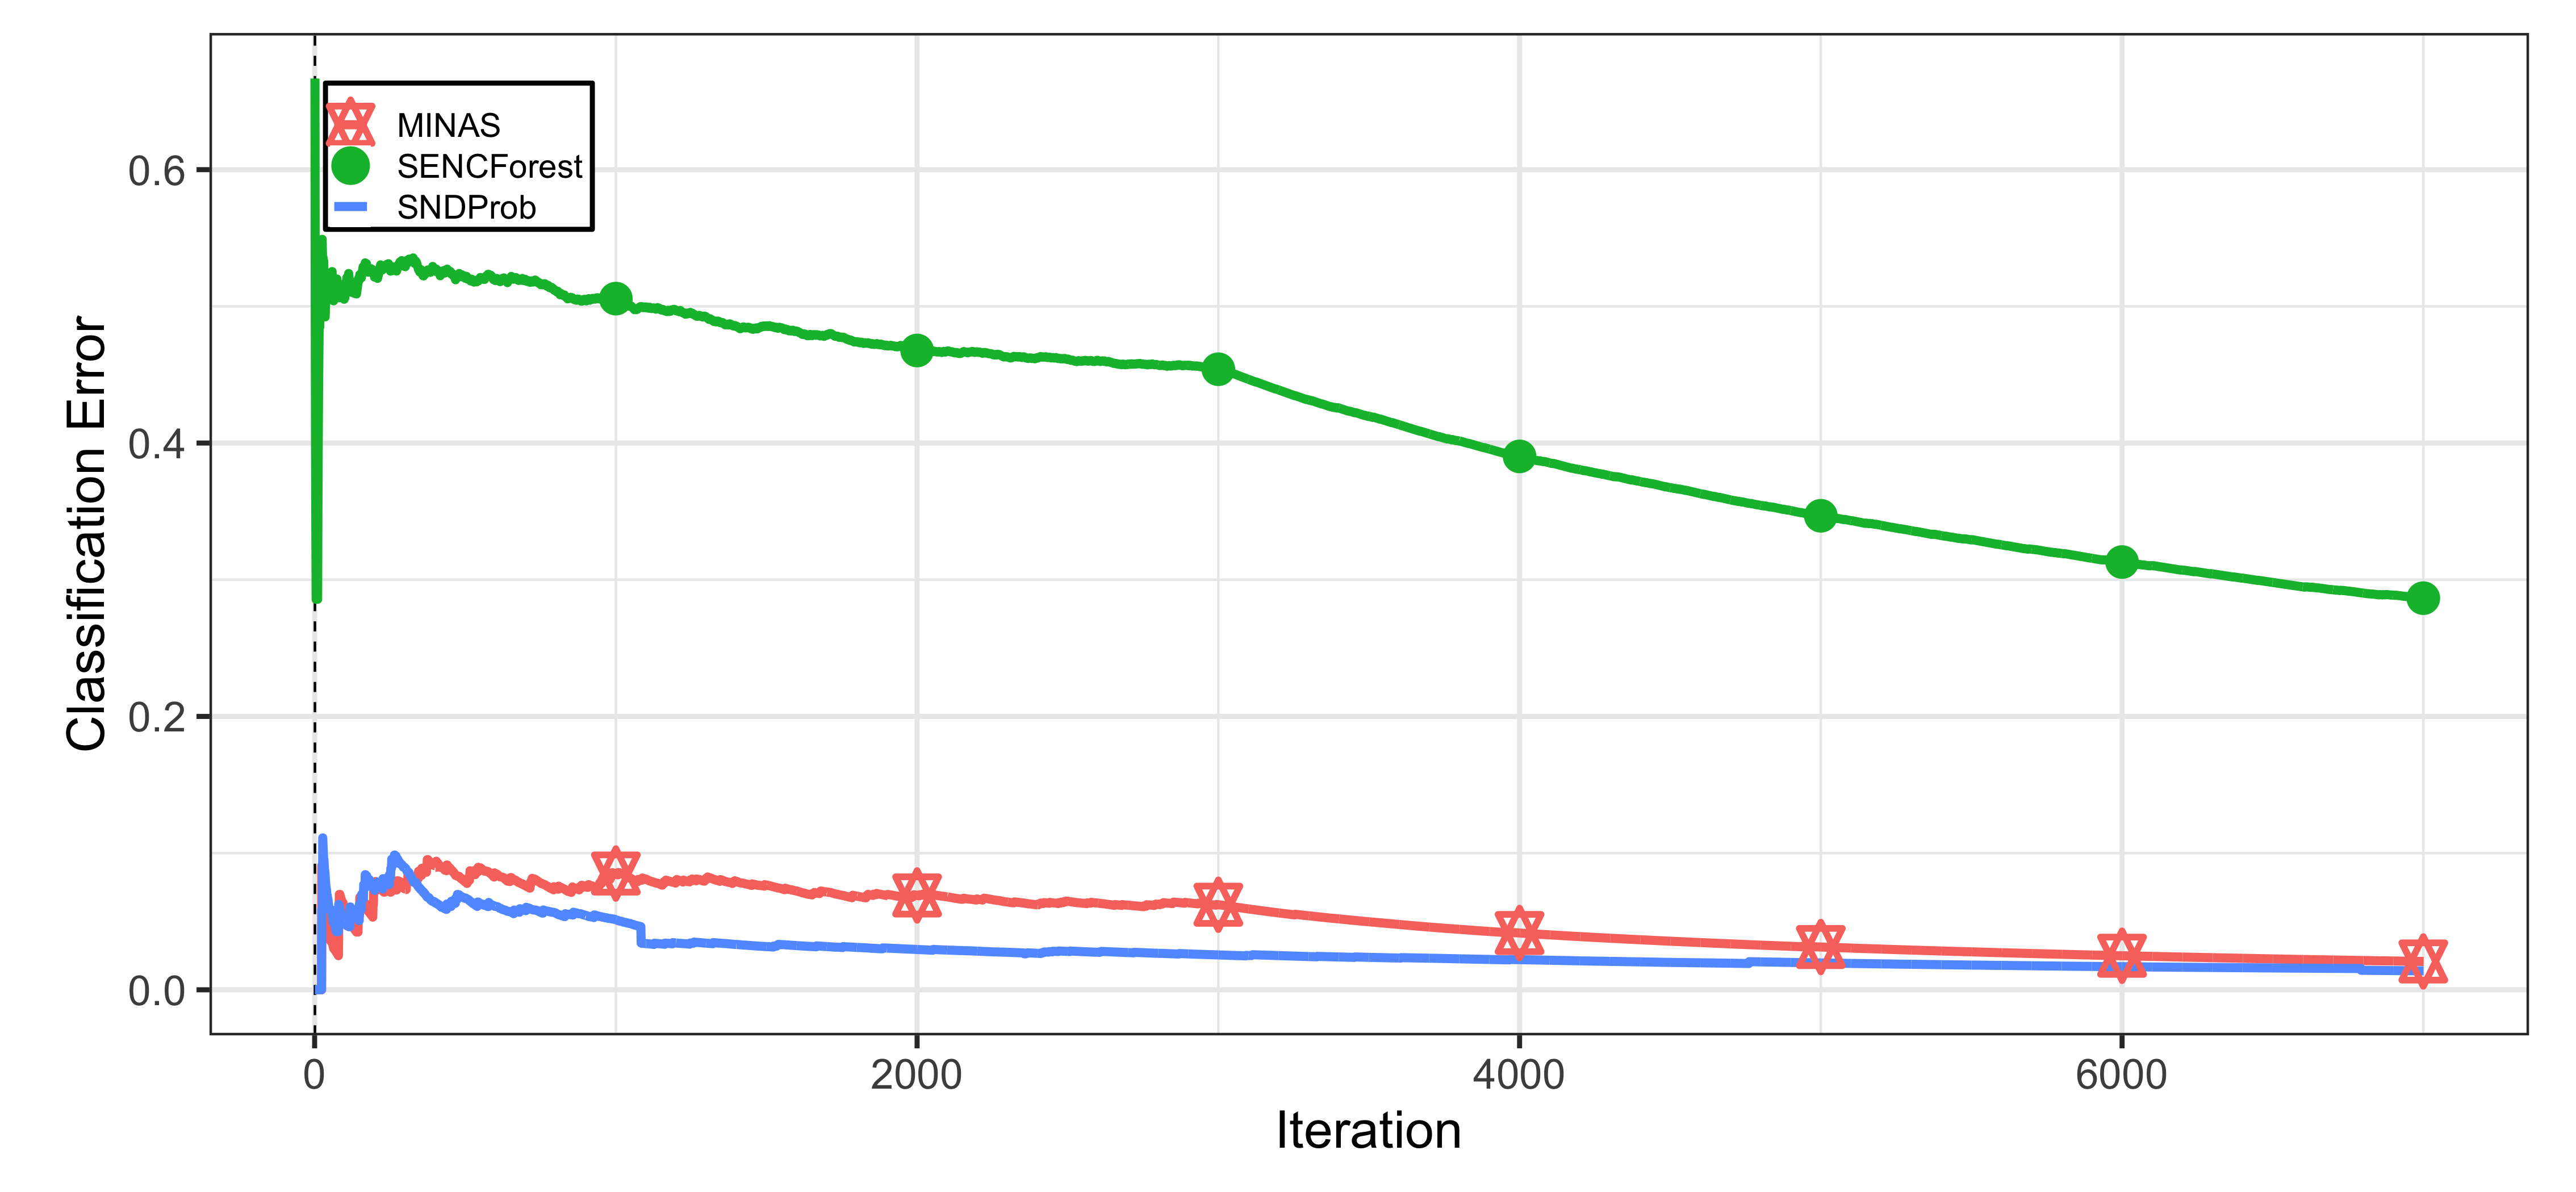 MINAS
SENCForest
SNDProb
0.6
0.4
0.2
0.0
Classification Error
0
2000
4000
6000
Iteration